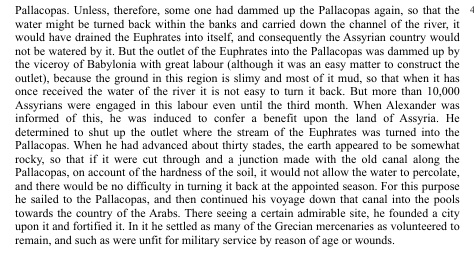 Pallacopas. Unless, therefore, some one had dammed up the Pallacopas again, so that the
water might be turned back within the banks and carried down the channel of the river, it
would have drained the Euphrates into itself, and consequently the Assyrian country would
not be watered by it. But the outlet of the Euphrates into the Pallacopas was dammed up by
the viceroy of Babylonia with great labour (although it was an easy matter to construct the
outlet), because the ground in this region is slimy and most of it mud, so that when it has
once received the water of the river it is not easy to turn it back. But more than 10,000
Assyrians were engaged in this labour even until the third month. When Alexander was
informed of this, he was induced to confer a benefit upon the land of Assyria. He
determined to shut up the outlet where the stream of the Euphrates was turned into the
Pallacopas. When he had advanced about thirty stades, the earth appeared to be somewhat
rocky, so that if it were cut through and a junction made with the old canal along the
Pallacopas, on account of the hardness of the soil, it would not allow the water to percolate,
and there would be no difficulty in turning it back at the appointed season. For this purpose
he sailed to the Pallacopas, and then continued his voyage down that canal into the pools
towards the country of the Arabs. There seeing a certain admirable site, he founded a city
upon it and fortified it. In it he settled as many of the Grecian mercenaries as volunteered to
remain, and such as were unfit for military service by reason of age or wounds.